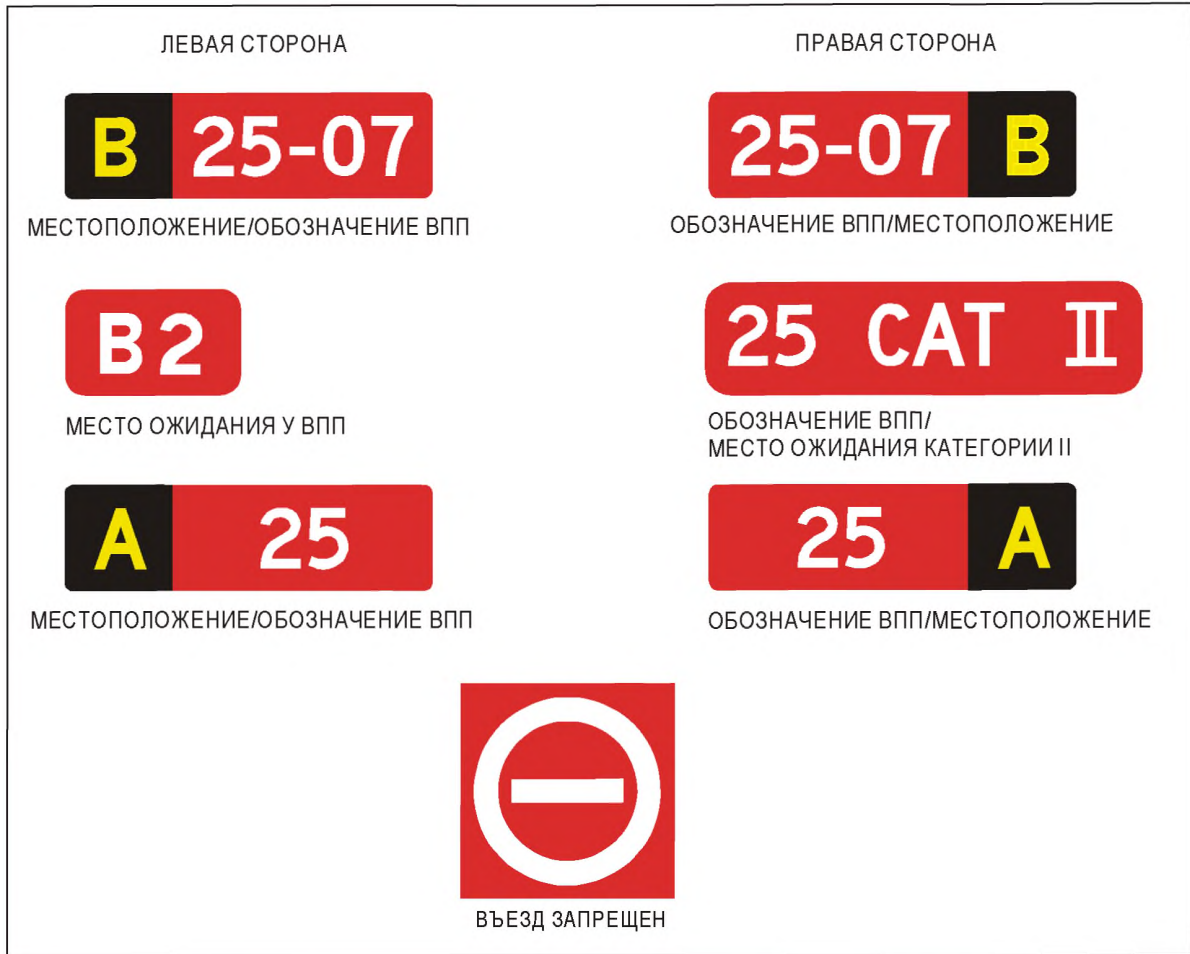 ЛЕВАЯ СТОРОНА
ПРАВАЯ СТОРОНА
B 25-07
25-07 B
МЕСТОПОЛОЖЕНИЕ/ОБОЗНАЧЕНИЕ ВПП
ОБОЗНАЧЕНИЕ ВПП/МЕСТОПОЛОЖЕНИЕ
B2
25 CAT II
МЕСТО ОЖИДАНИЯ У ВПП
ОБОЗНАЧЕНИЕ ВПП/
МЕСТО ОЖИДАНИЯ КАТЕГОРИИ II
A 25
25 A
МЕСТОПОЛОЖЕНИЕ/ОБОЗНАЧЕНИЕ ВПП
ОБОЗНАЧЕНИЕ ВПП/МЕСТОПОЛОЖЕНИЕ
ВЪЕЗД ЗАПРЕЩЕН